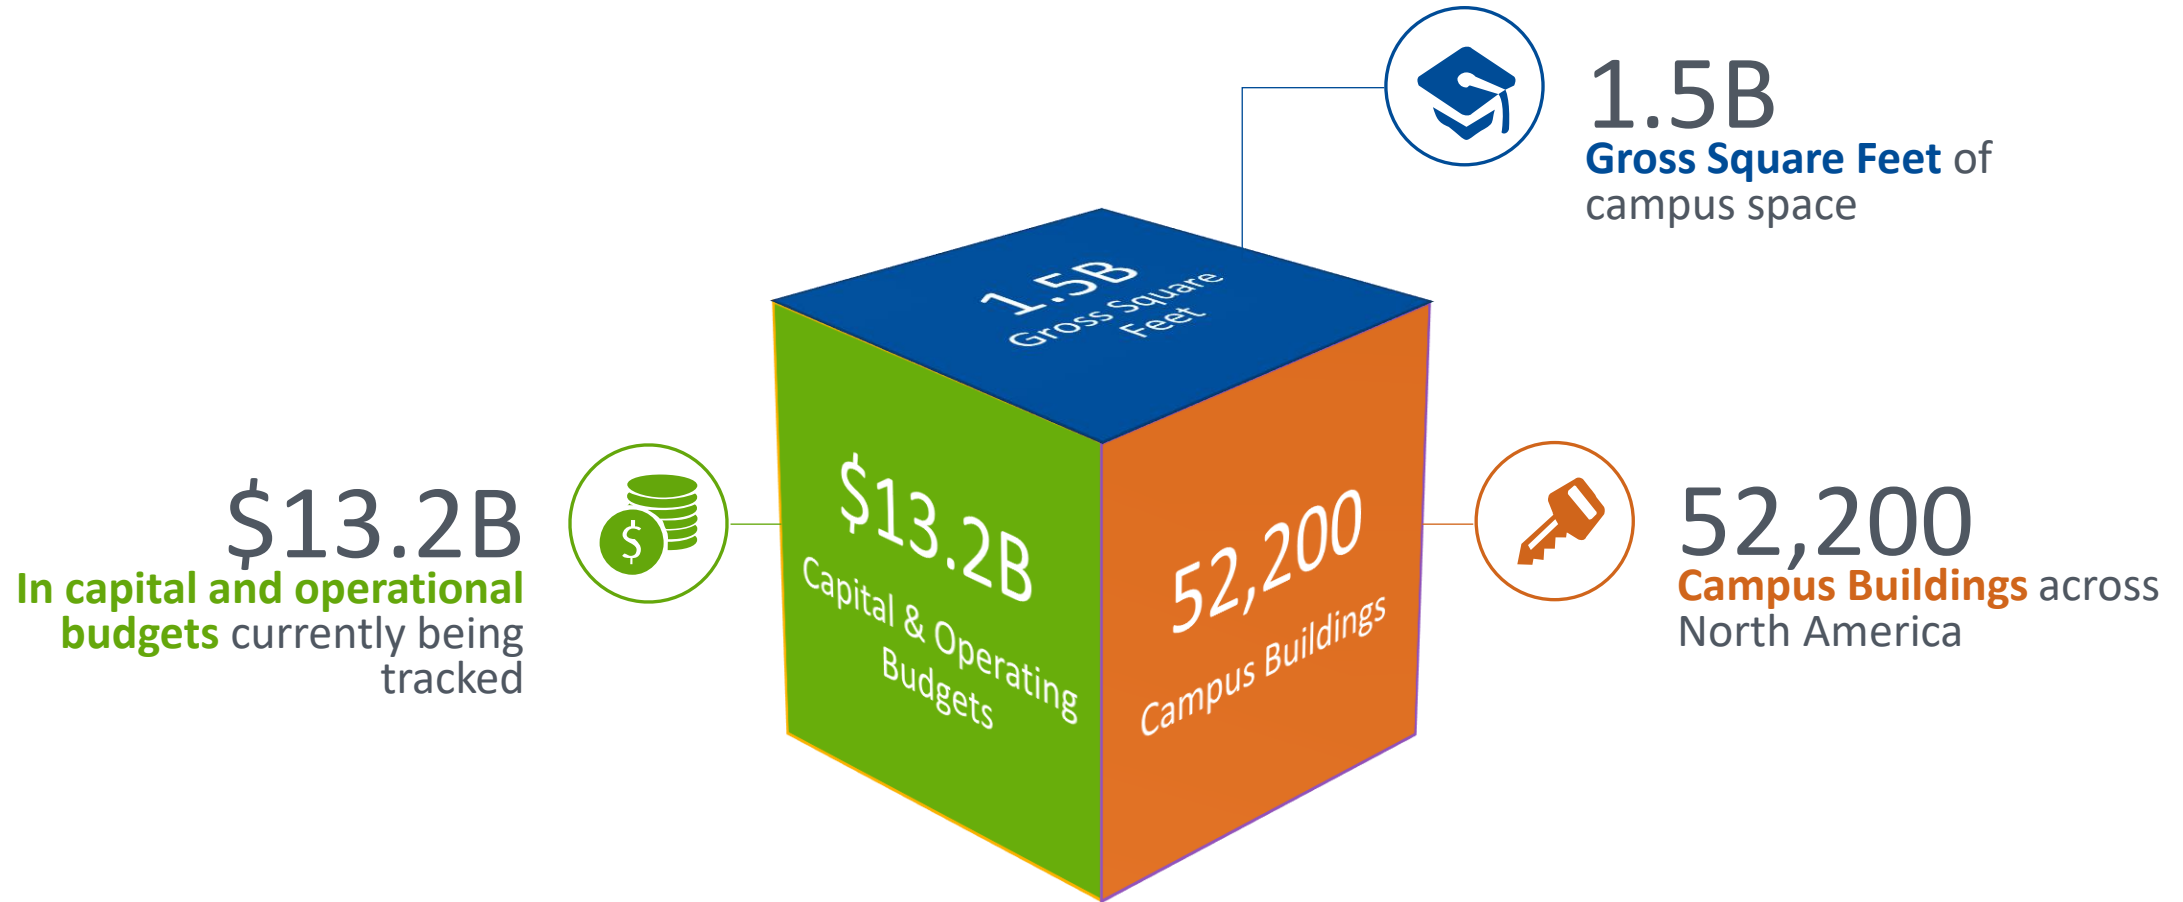 1.5B
Gross Square Feet of
campus space
1.5B
Gross Square
Feet
$13.2B
In capital and operational
budgets currently being
tracked
$
$13.2B
Capital & Operating
Budgets
52,200
Campus Buildings
52,200
Campus Buildings across
North America